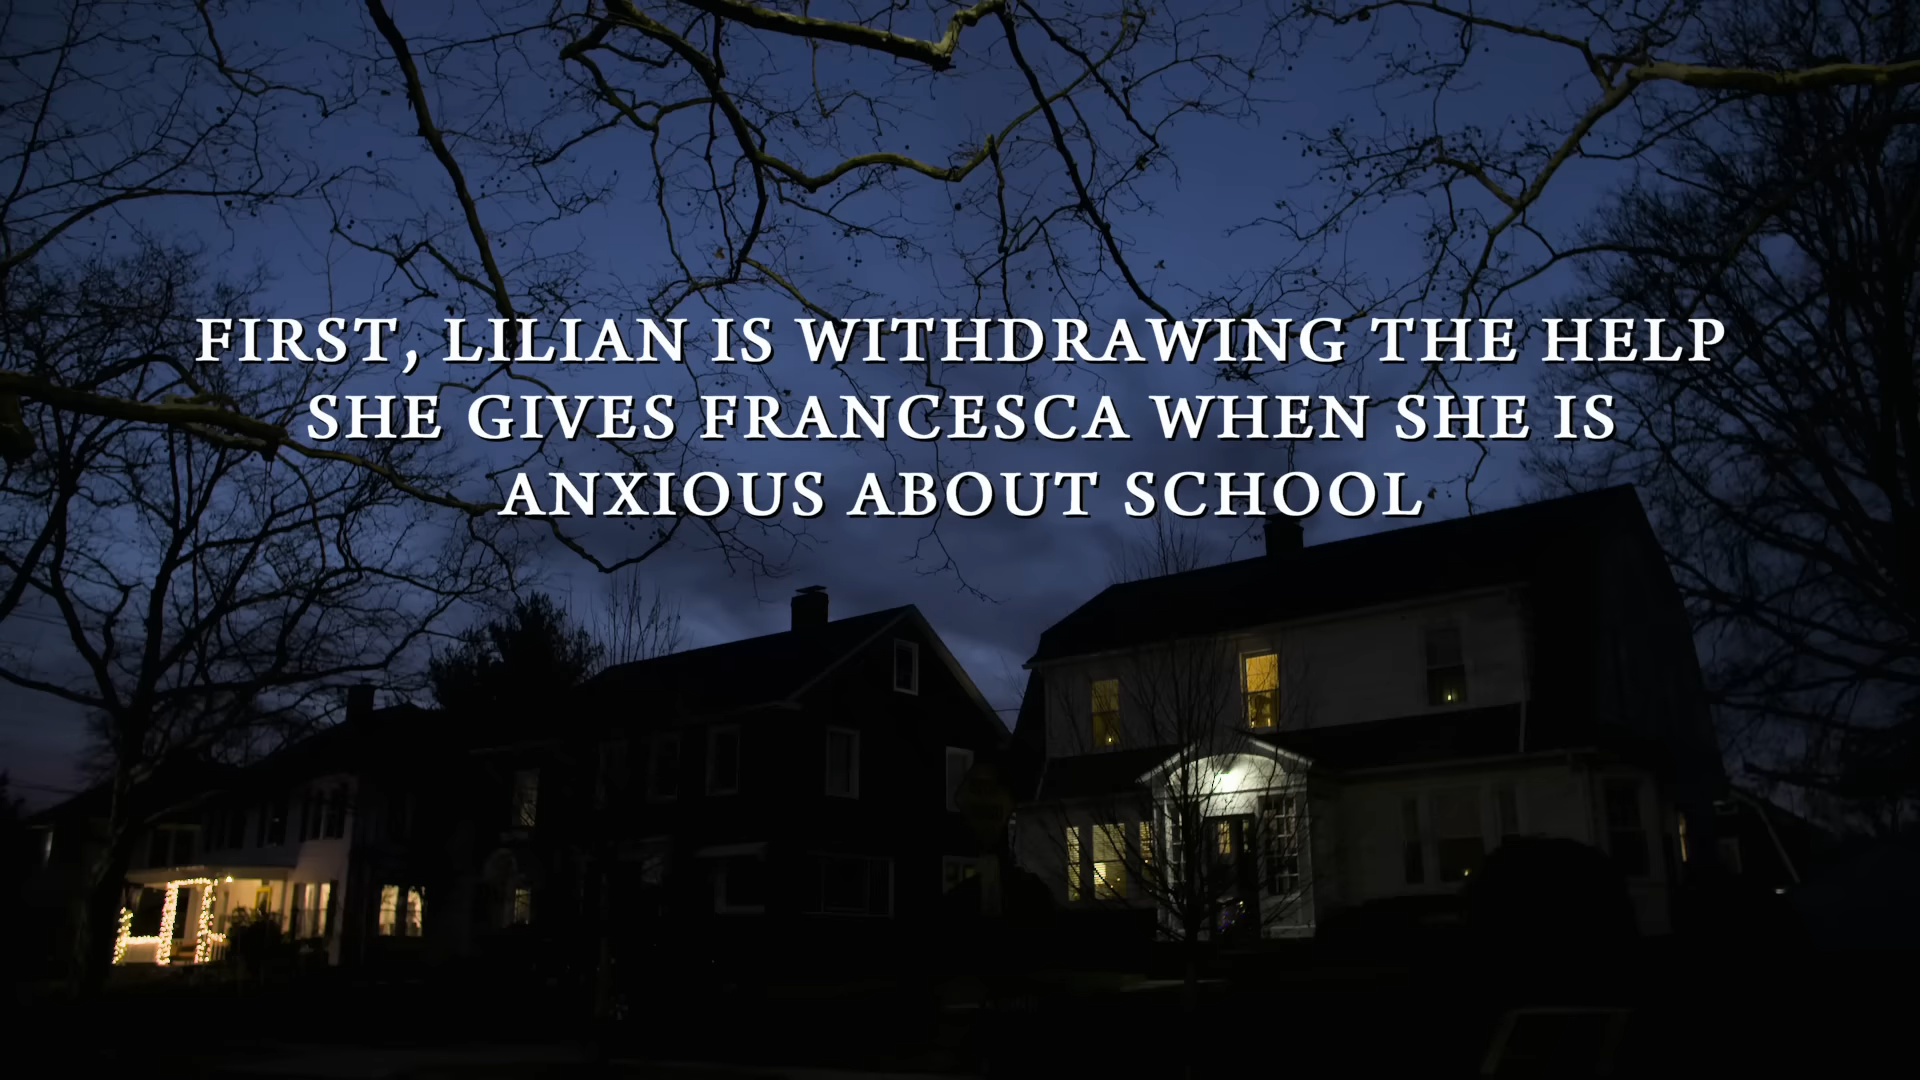 FIRST, LILIAN IS WITHDRAWING THE HELP
SHE GIVES FRANCESCA WHEN SHE IS
ANXIOUS ABOUT SCHOOL